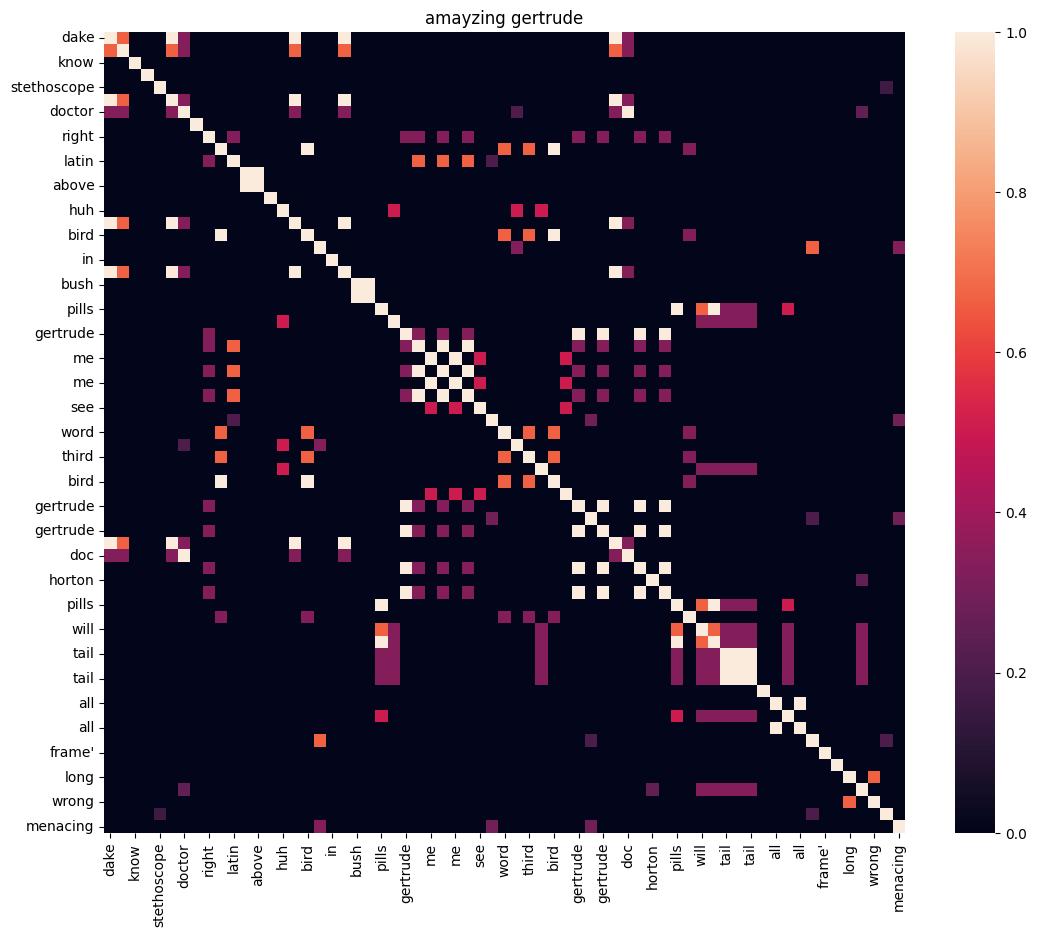 amayzing gertrude
dake
know
stethoscope
doctor
right
latin
above
huh
bird
in
bush
pills
gertrude
me
me
see
word
third
bird
gertrude
gertrude
doc
horton
pills
will
tail
tail
all
all
frame'
long
wrong
menacing
1.0
0.8
0.6
0.4
0.2
0.0
dake
know
stethoscope
doctor
right
latin
above
huh
bird
in
bush
pills
gertrude
me
me
see
word
third
bird
gertrude
gertrude
doc
horton
pills
will
tail
tail
all
all
frame'
long
wrong
menacing